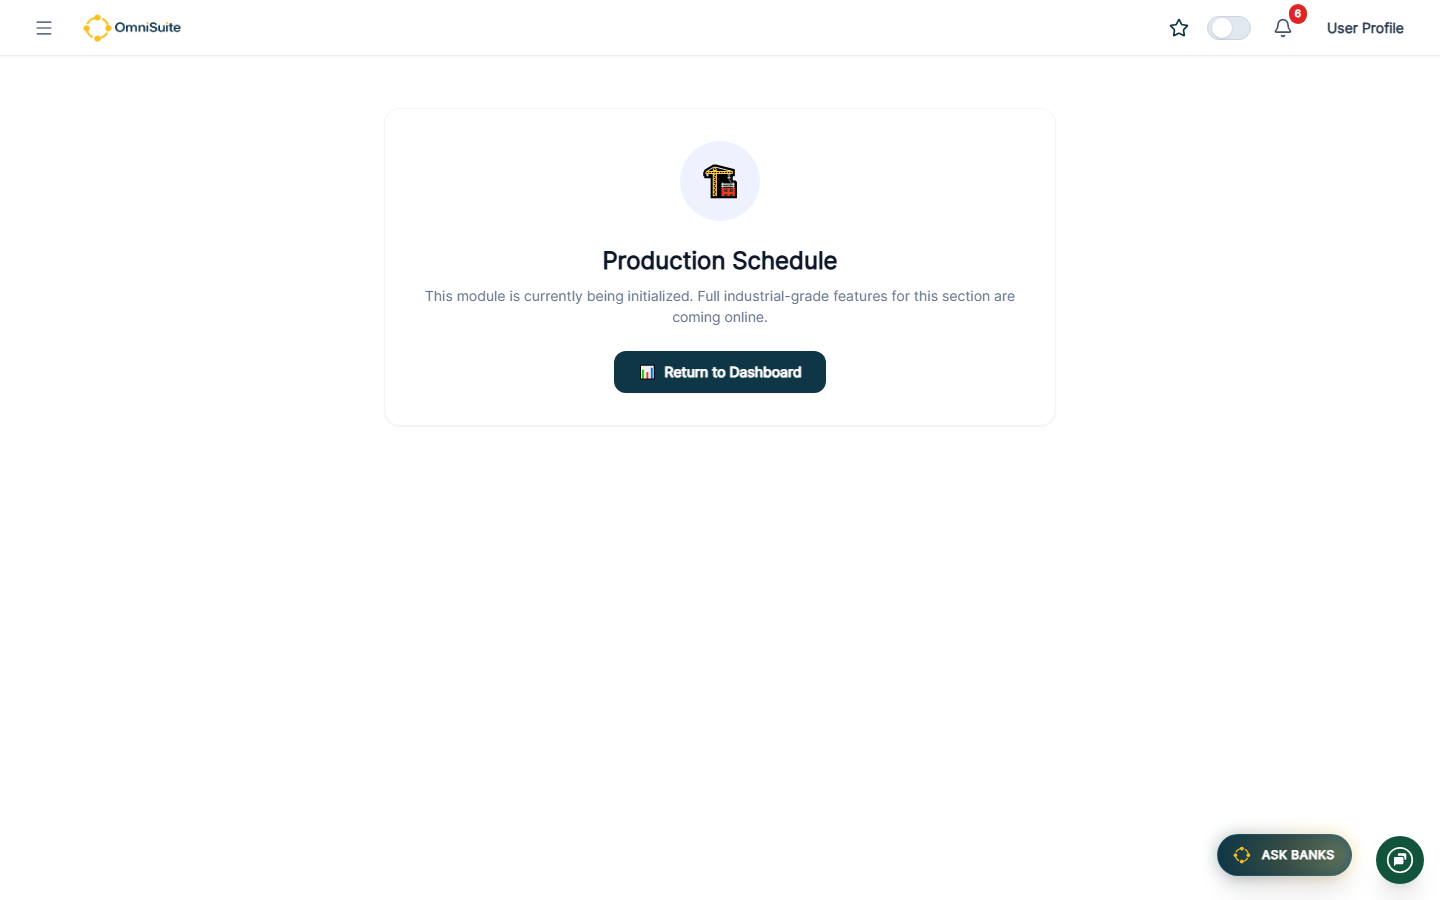 OmniSuite
6
User Profile
Production Schedule
This module is currently being initialized. Full industrial-grade features for this section are
coming online.
Return to Dashboard
ASK BANKS